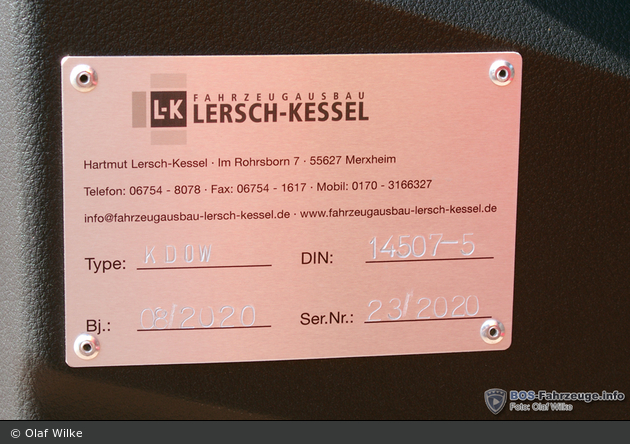 L-K
FAHRZEUGAUSBAU
LERSCH-KESSEL
Hartmut Lersch-Kessel · Im Rohrsborn 7 · 55627 Merxheim
Telefon: 06754 - 8078 · Fax: 06754 - 1617 · Mobil: 0170 - 3166327
info@fahrzeugausbau-lersch-kessel.de · www.fahrzeugausbau-lersch-kessel.de
Type: KDOW DIN: 14507-5
Bj.: 08/2020 Ser.Nr.: 23/2020
BOS-Fahrzeuge.info
Foto: Olaf Wilke
© Olaf Wilke